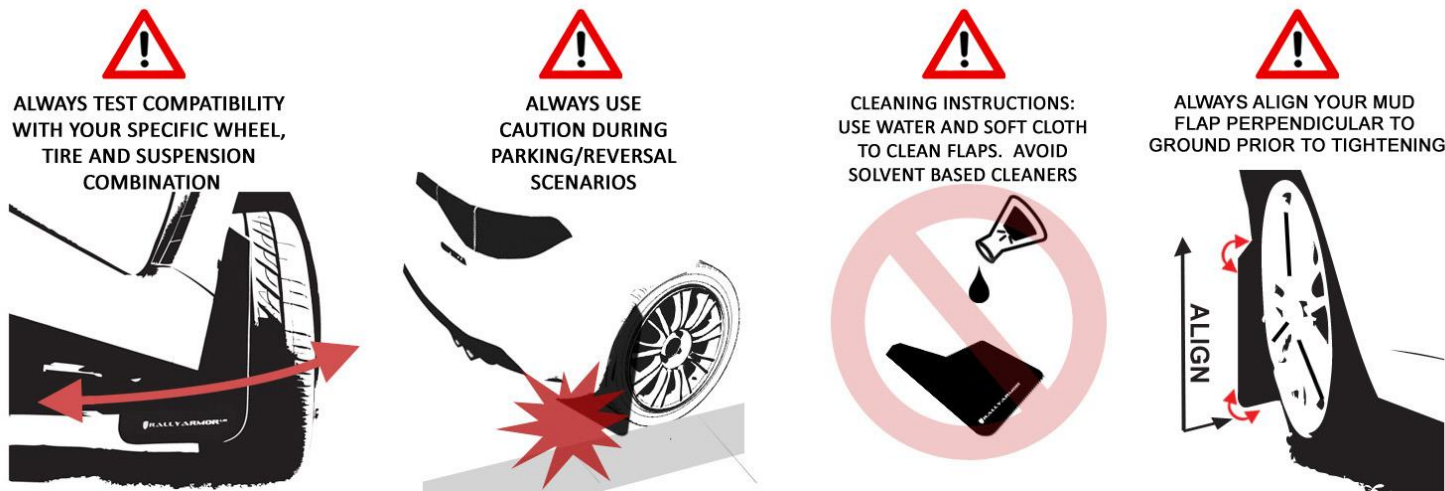 ALWAYS TEST COMPATIBILITY
WITH YOUR SPECIFIC WHEEL,
TIRE AND SUSPENSION
COMBINATION
RALLYARMOR™
ALWAYS USE
CAUTION DURING
PARKING/REVERSAL
SCENARIOS
CLEANING INSTRUCTIONS:
USE WATER AND SOFT CLOTH
TO CLEAN FLAPS. AVOID
SOLVENT BASED CLEANERS
RALLYARMOR
ALWAYS ALIGN YOUR MUD
FLAP PERPENDICULAR TO
GROUND PRIOR TO TIGHTENING
ALIGN